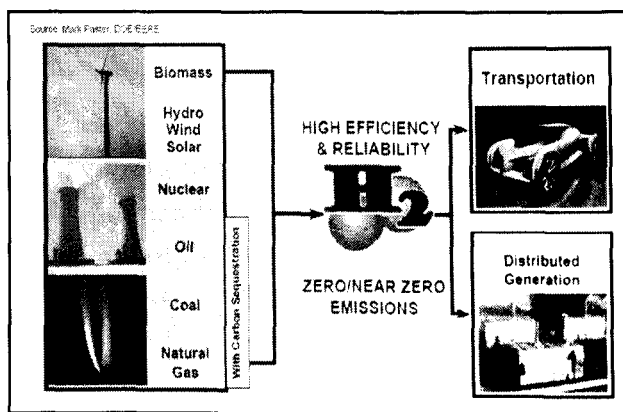 Source: Mark Paster, DOE/EERE
Biomass
Hydro
Wind
Solar
Nuclear
Oil
Coal
Natural
Gas
With Carbon Sequestration
HIGH EFFICIENCY
& RELIABILITY
H2
ZERO/NEAR ZERO
EMISSIONS
Transportation
Distributed
Generation